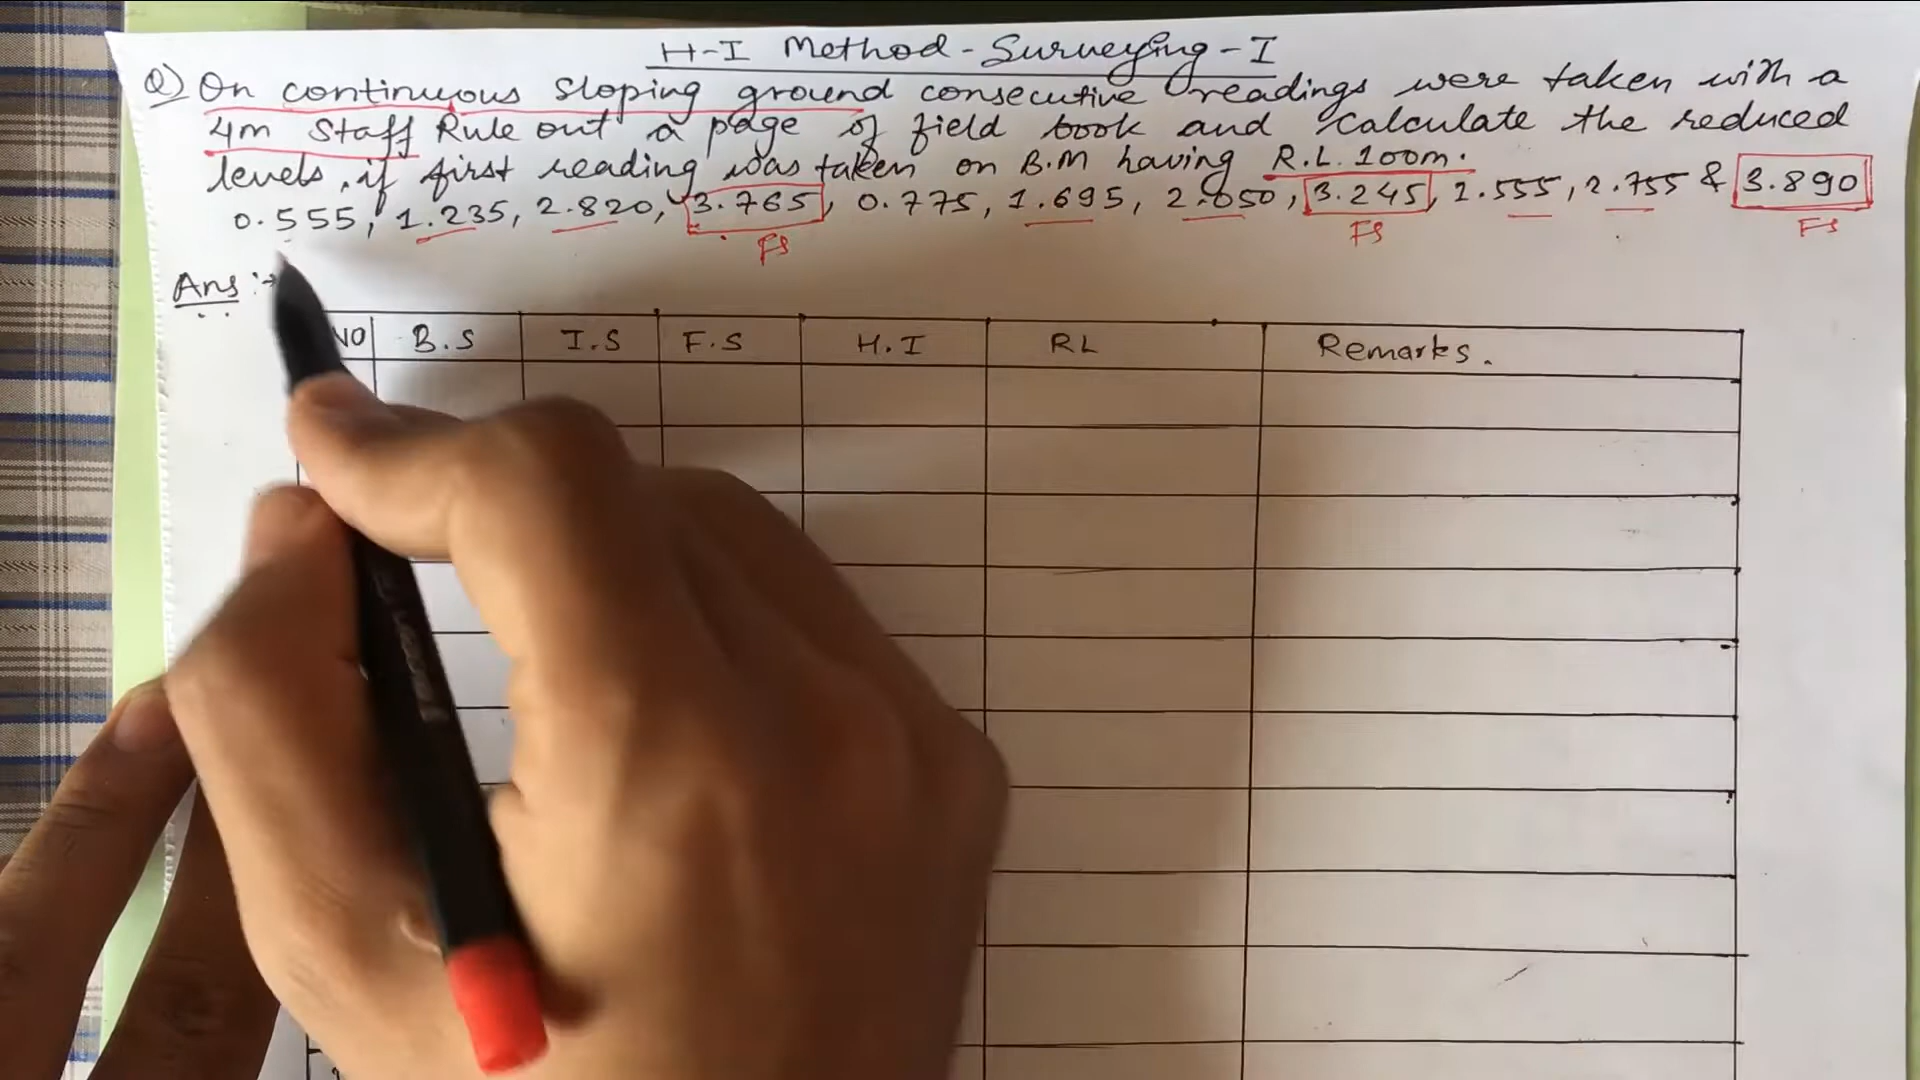 H-I Method-Surveying-I
Q) On continuous sloping ground consecutive readings were taken with a
4m Staff Rule out a page of field book and calculate the reduced
levels, if first reading was taken on B.M having R.L. 100m.
0.555, 1.235, 2.820, 3.765, 0.775, 1.695, 2.050, 3.245, 1.555, 2.755 & 3.890
FS FS FS
Ans :→
NO B.S I.S F.S H.I RL Remarks.